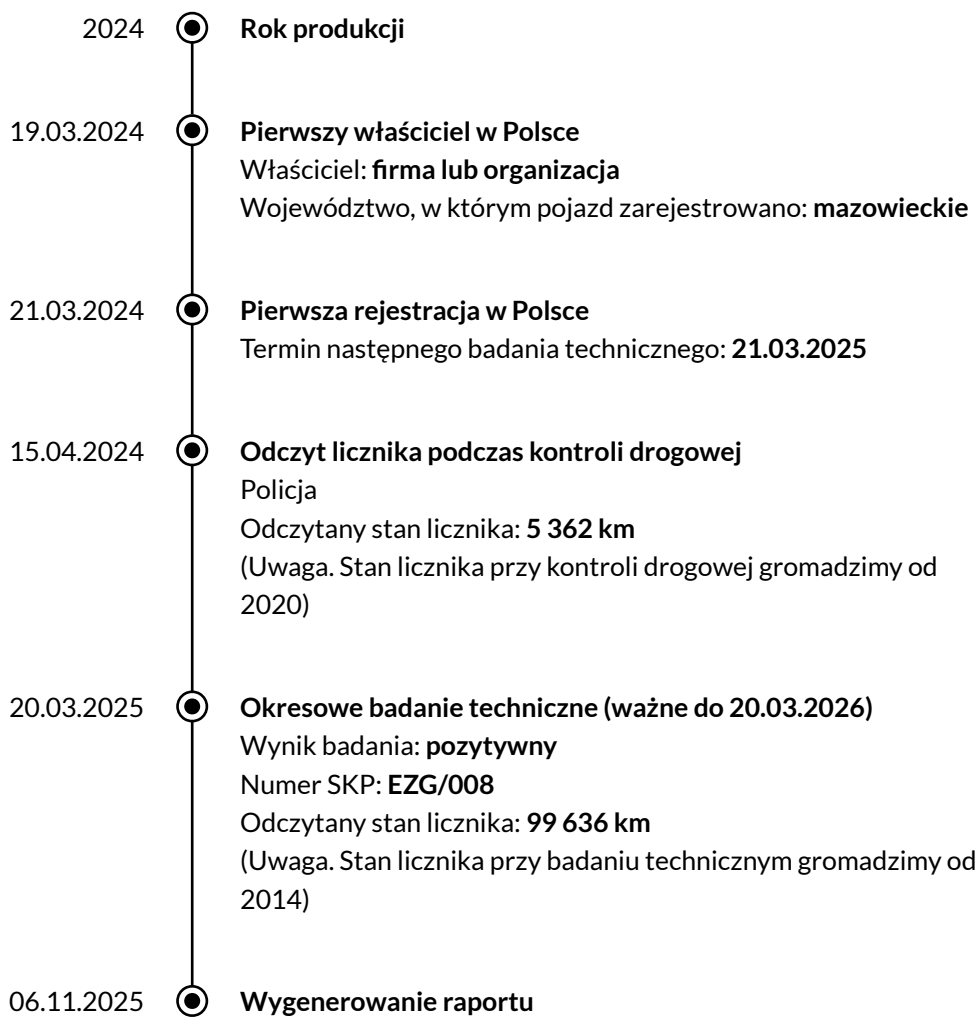 2024 Rok produkcji
19.03.2024 Pierwszy właściciel w Polsce
Właściciel: firma lub organizacja
Województwo, w którym pojazd zarejestrowano: mazowieckie
21.03.2024 Pierwsza rejestracja w Polsce
Termin następnego badania technicznego: 21.03.2025
15.04.2024 Odczyt licznika podczas kontroli drogowej
Policja
Odczytany stan licznika: 5 362 km
(Uwaga. Stan licznika przy kontroli drogowej gromadzimy od
2020)
20.03.2025 Okresowe badanie techniczne (ważne do 20.03.2026)
Wynik badania: pozytywny
Numer SKP: EZG/008
Odczytany stan licznika: 99 636 km
(Uwaga. Stan licznika przy badaniu technicznym gromadzimy od
2014)
06.11.2025 Wygenerowanie raportu